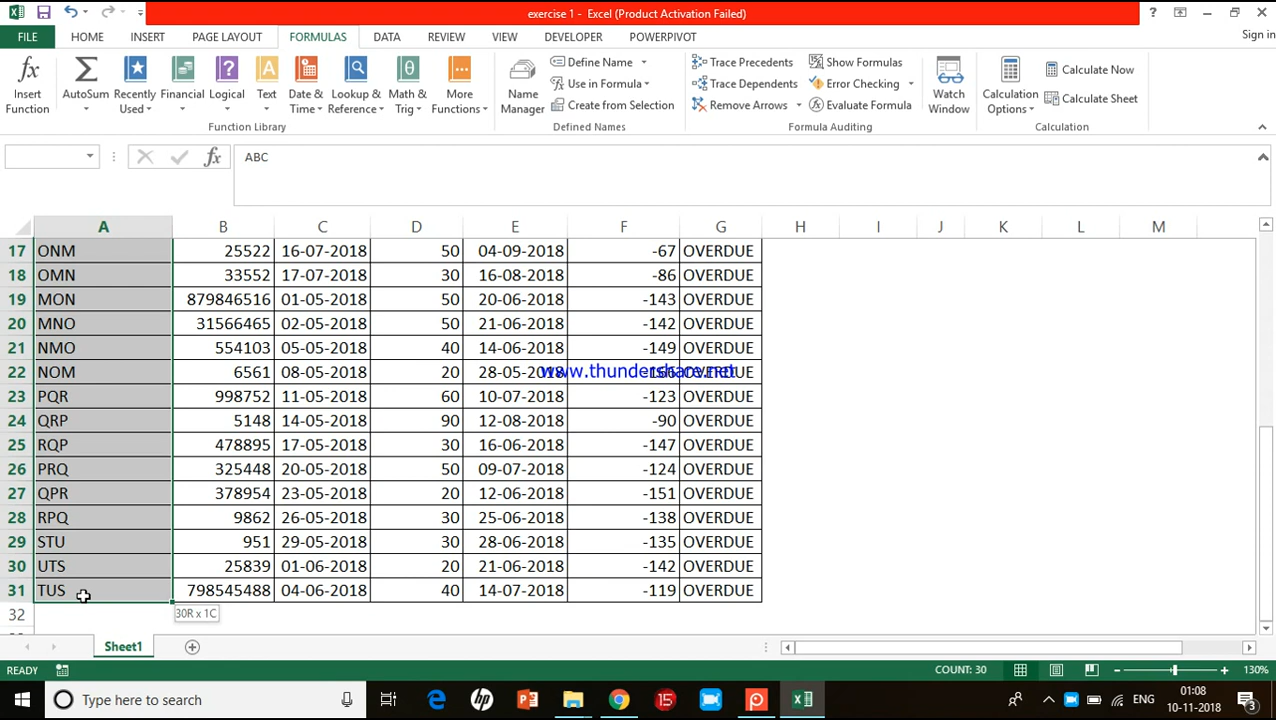 exercise 1 - Excel (Product Activation Failed)
FILE HOME INSERT PAGE LAYOUT FORMULAS DATA REVIEW VIEW DEVELOPER POWERPIVOT Sign in
Insert Function
AutoSum
Recently Used
Financial
Logical
Text
Date & Time
Lookup & Reference
Math & Trig
More Functions
Function Library
Name Manager
Define Name
Use in Formula
Create from Selection
Defined Names
Trace Precedents
Trace Dependents
Remove Arrows
Show Formulas
Error Checking
Evaluate Formula
Formula Auditing
Watch Window
Calculation Options
Calculate Now
Calculate Sheet
Calculation
fx ABC
A B C D E F G H I J K L M
17 ONM 25522 16-07-2018 50 04-09-2018 -67 OVERDUE
18 OMN 33552 17-07-2018 30 16-08-2018 -86 OVERDUE
19 MON 879846516 01-05-2018 50 20-06-2018 -143 OVERDUE
20 MNO 31566465 02-05-2018 50 21-06-2018 -142 OVERDUE
21 NMO 554103 05-05-2018 40 14-06-2018 -149 OVERDUE
22 NOM 6561 08-05-2018 20 28-05-2018 -166 OVERDUE
www.thundershare.net
23 PQR 998752 11-05-2018 60 10-07-2018 -123 OVERDUE
24 QRP 5148 14-05-2018 90 12-08-2018 -90 OVERDUE
25 RQP 478895 17-05-2018 30 16-06-2018 -147 OVERDUE
26 PRQ 325448 20-05-2018 50 09-07-2018 -124 OVERDUE
27 QPR 378954 23-05-2018 20 12-06-2018 -151 OVERDUE
28 RPQ 9862 26-05-2018 30 25-06-2018 -138 OVERDUE
29 STU 951 29-05-2018 30 28-06-2018 -135 OVERDUE
30 UTS 25839 01-06-2018 20 21-06-2018 -142 OVERDUE
31 TUS 798545488 04-06-2018 40 14-07-2018 -119 OVERDUE
32 30R x 1C
Sheet1
READY COUNT: 30 130%
Type here to search
hp
15
ENG
01:08
10-11-2018
3